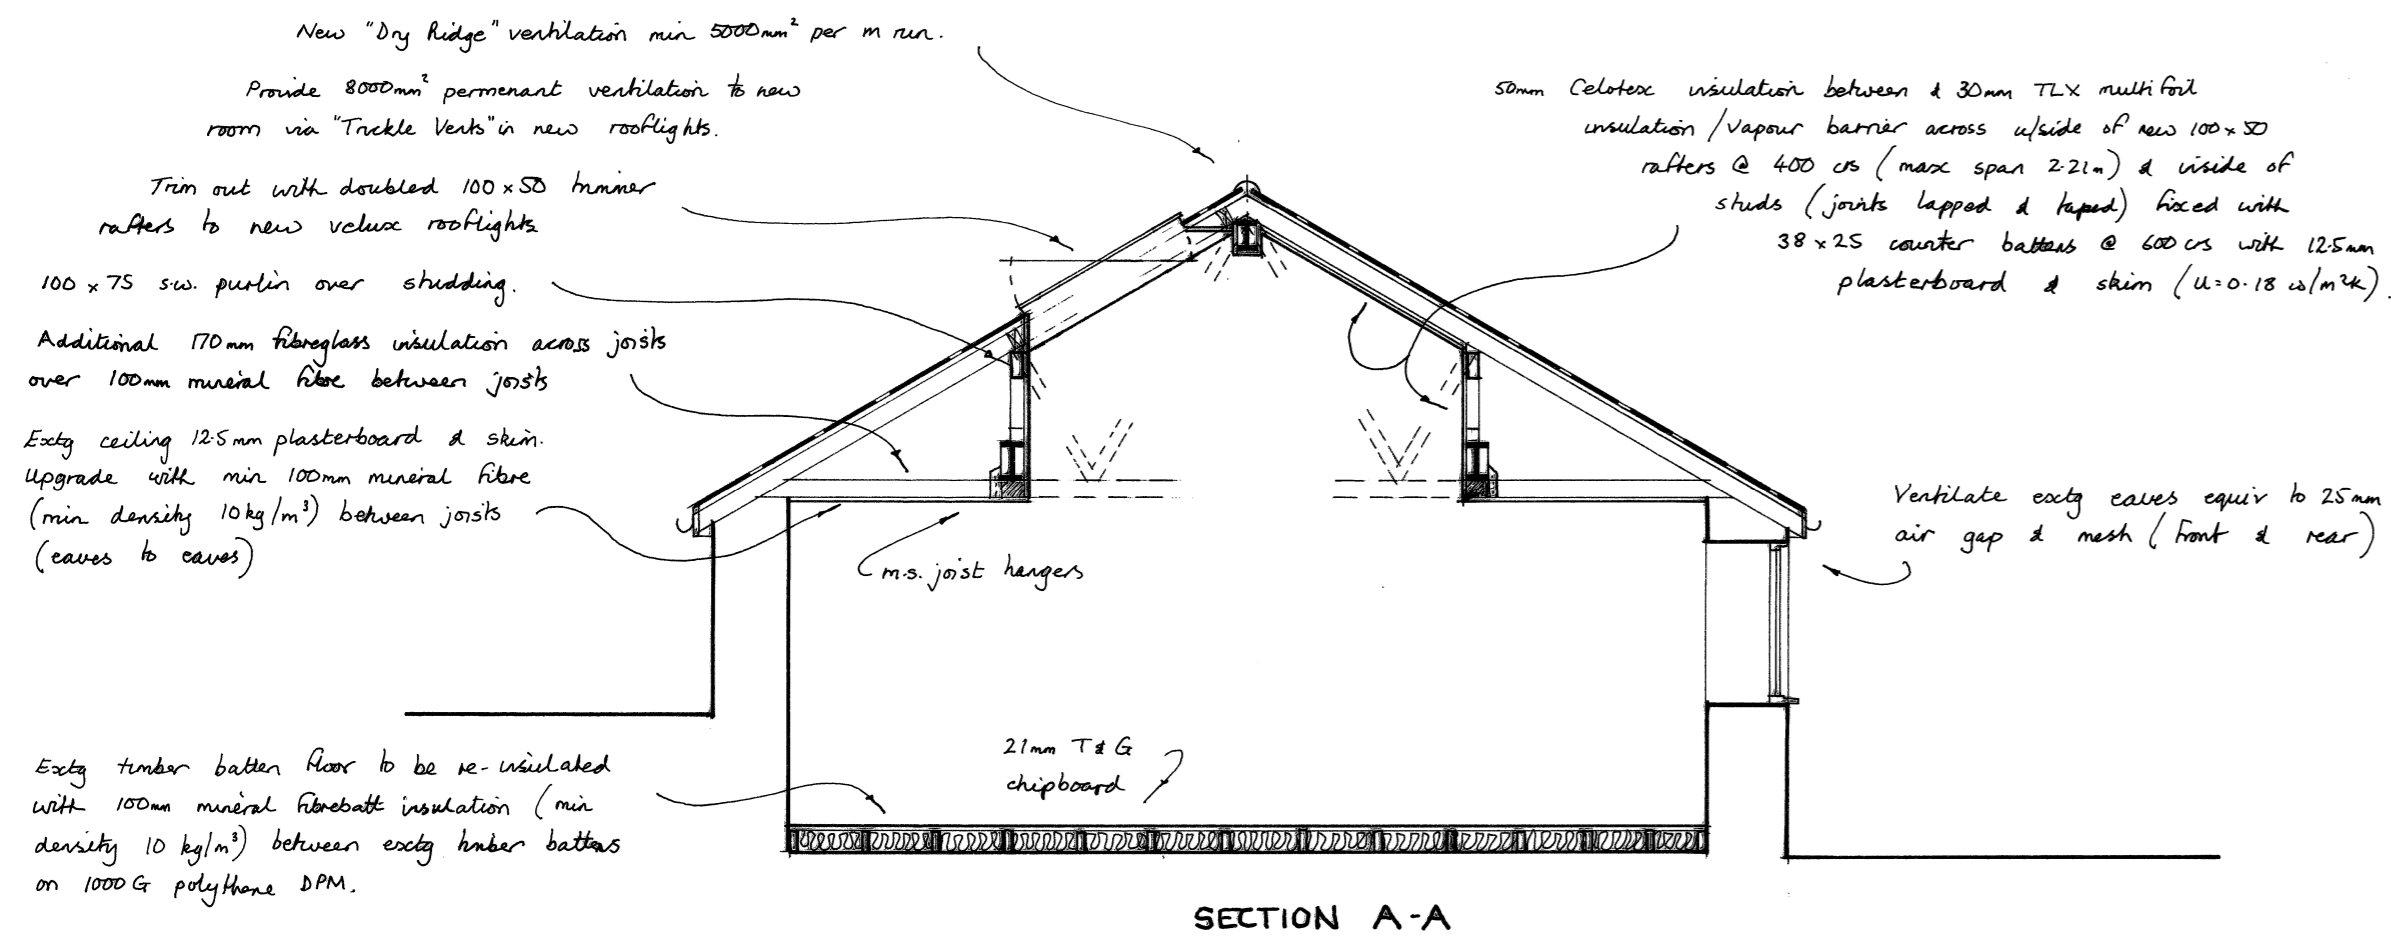 New "Dry Ridge" ventilation min 5000mm² per m run.
Provide 8000mm² permenant ventilation to new
room via "Trickle Vents" in new rooflights.
Trim out with doubled 100 x 50 trimmer
rafters to new velux rooflights
100 x 75 s.w. purlin over studding.
Additional 170mm fibreglass insulation across joists
over 100mm mineral fibre between joists
Extg ceiling 12.5mm plasterboard & skim.
Upgrade with min 100mm mineral fibre
(min density 10kg/m³) between joists
(eaves to eaves)
m.s. joist hangers
50mm Celotex insulation between & 30mm TLX multifoil
insulation / vapour barrier across u/side of new 100 x 50
rafters @ 400 crs (max span 2.21m) & inside of
studs (joints lapped & taped) fixed with
38 x 25 counter battens @ 600 crs with 12.5mm
plasterboard & skim (U=0.18 w/m²K).
Ventilate extg eaves equiv to 25mm
air gap & mesh (front & rear)
Extg timber batten floor to be re-insulated
with 100mm mineral fibrebatt insulation (min
density 10 kg/m³) between extg timber battens
on 1000G polythene DPM.
21mm T & G
chipboard
SECTION A-A